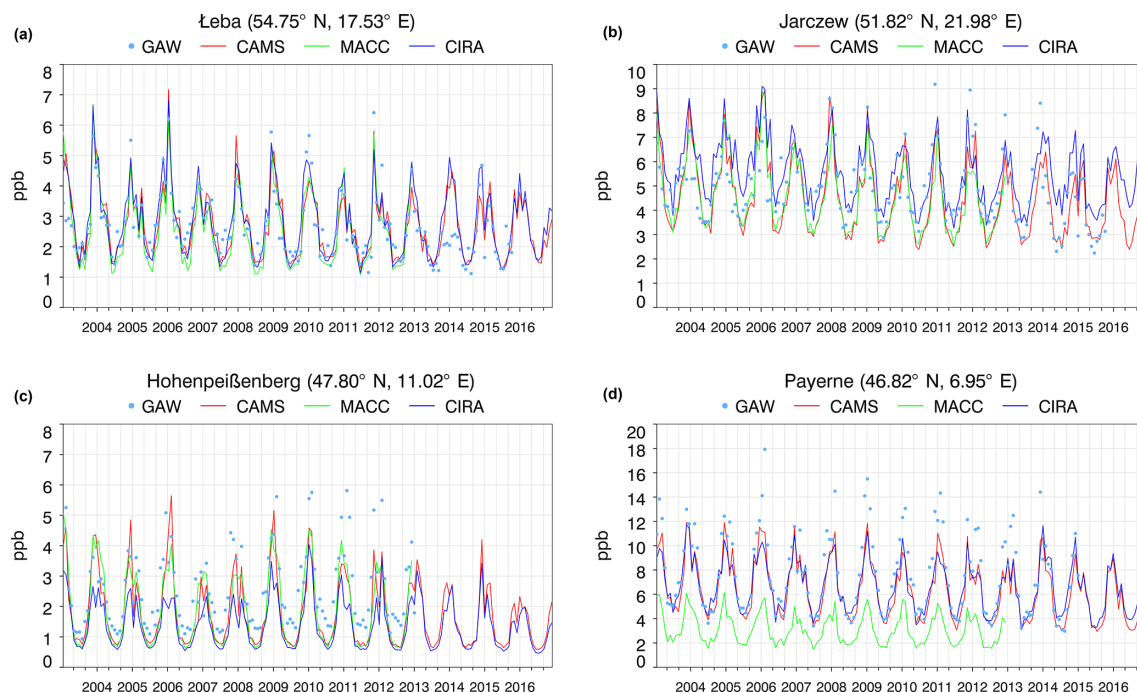 (a)
Łeba (54.75° N, 17.53° E)
GAW CAMS MACC CIRA
8
7
6
5
4
3
2
1
0
ppb
2004 2005 2006 2007 2008 2009 2010 2011 2012 2013 2014 2015 2016
(b)
Jarczew (51.82° N, 21.98° E)
GAW CAMS MACC CIRA
10
9
8
7
6
5
4
3
2
1
0
ppb
2004 2005 2006 2007 2008 2009 2010 2011 2012 2013 2014 2015 2016
(c)
Hohenpeißenberg (47.80° N, 11.02° E)
GAW CAMS MACC CIRA
8
7
6
5
4
3
2
1
0
ppb
2004 2005 2006 2007 2008 2009 2010 2011 2012 2013 2014 2015 2016
(d)
Payerne (46.82° N, 6.95° E)
GAW CAMS MACC CIRA
20
18
16
14
12
10
8
6
4
2
0
ppb
2004 2005 2006 2007 2008 2009 2010 2011 2012 2013 2014 2015 2016